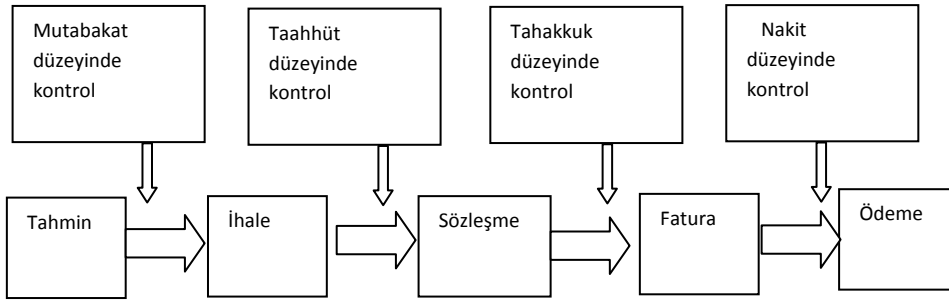 Mutabakat
düzeyinde
kontrol
Taahhüt
düzeyinde
kontrol
Tahakkuk
düzeyinde
kontrol
Nakit
düzeyinde
kontrol
Tahmin
İhale
Sözleşme
Fatura
Ödeme